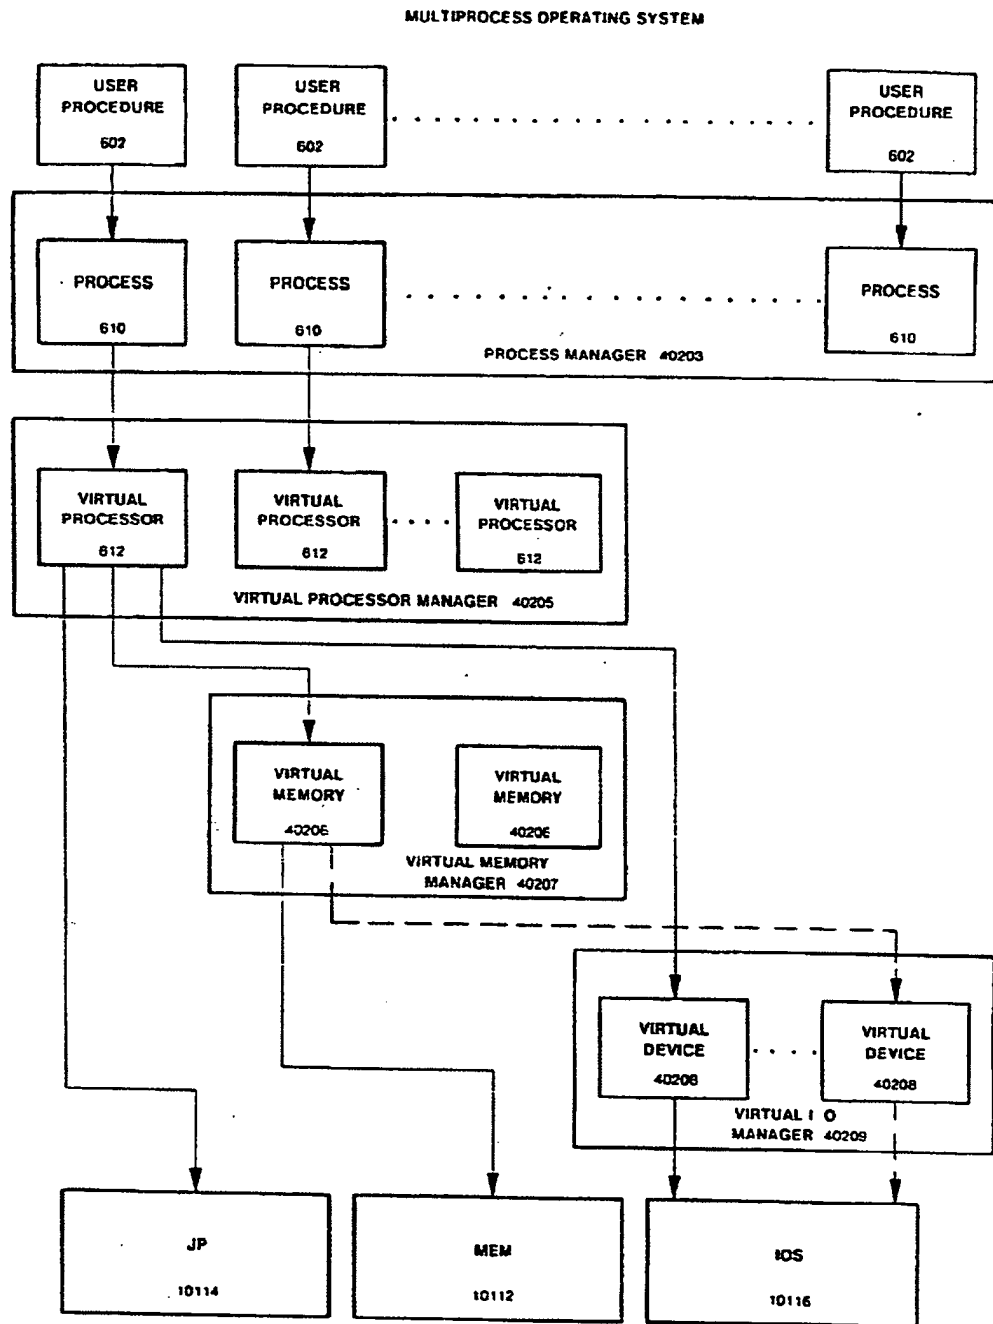 MULTIPROCESS OPERATING SYSTEM
USER
PROCEDURE
602
USER
PROCEDURE
602
USER
PROCEDURE
602
PROCESS
610
PROCESS
610
PROCESS
610
PROCESS MANAGER 40203
VIRTUAL
PROCESSOR
612
VIRTUAL
PROCESSOR
612
VIRTUAL
PROCESSOR
612
VIRTUAL PROCESSOR MANAGER 40205
VIRTUAL
MEMORY
40206
VIRTUAL
MEMORY
40206
VIRTUAL MEMORY
MANAGER 40207
VIRTUAL
DEVICE
40208
VIRTUAL
DEVICE
40208
VIRTUAL I O
MANAGER 40209
JP
10114
MEM
10112
IOS
10116